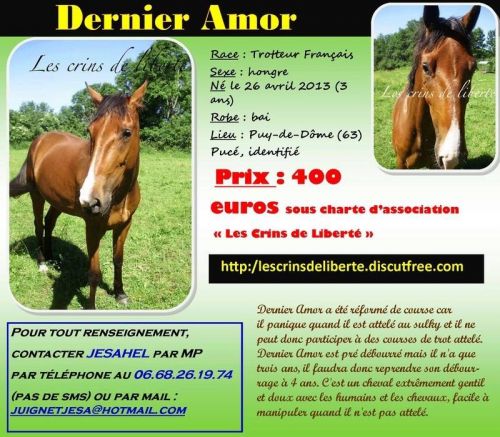 Dernier Amor
Les crins de liberté
Race : Trotteur Français
Sexe : hongre
Né le 26 avril 2013 (3
ans)
Robe : bai
Lieu : Puy-de-Dôme (63)
Pucé, identifié
Les crins de liberté
Prix : 400
euros sous charte d'association
« Les Crins de Liberté »
http:/lescrinsdeliberte.discutfree.com
Pour tout renseignement,
contacter JESAHEL par MP
par téléphone au 06.68.26.19.74
(pas de sms) ou par mail :
juignetjesa@hotmail.com
Dernier Amor a été réformé de course car
il panique quand il est attelé au sulky et il ne
peut donc participer à des courses de trot attelé.
Dernier Amor est pré débourré mais il n'a que
trois ans, il faudra donc reprendre son débour-
rage à 4 ans. C'est un cheval extrêmement gentil
et doux avec les humains et les chevaux, facile à
manipuler quand il n'est pas attelé.